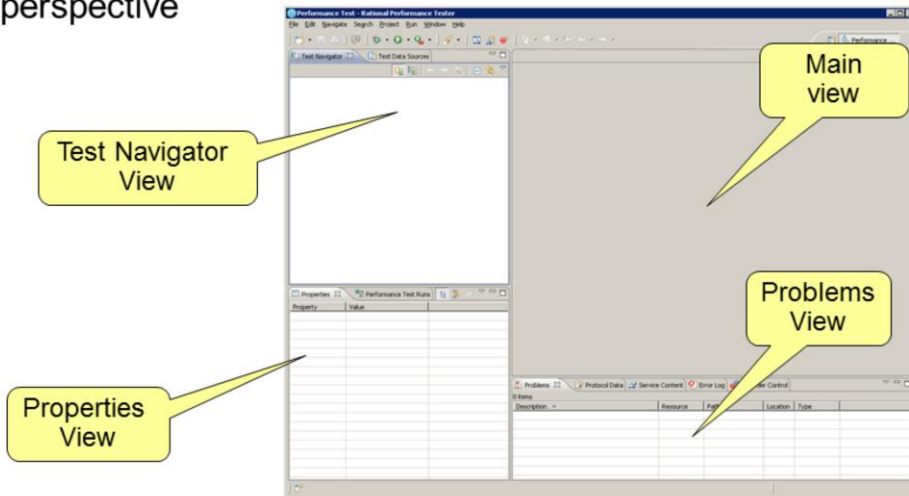 perspective
Performance Test - Rational Performance Tester
File Edit Navigate Search Project Run Window Help
Performance ...
Test Navigator
Test Data Sources
Main
view
Test Navigator
View
Properties
Performance Test Runs
Property Value
Problems
View
Problems
Protocol Data
Service Content
Error Log
Control
0 items
Description
Resource
Location
Type
Properties
View